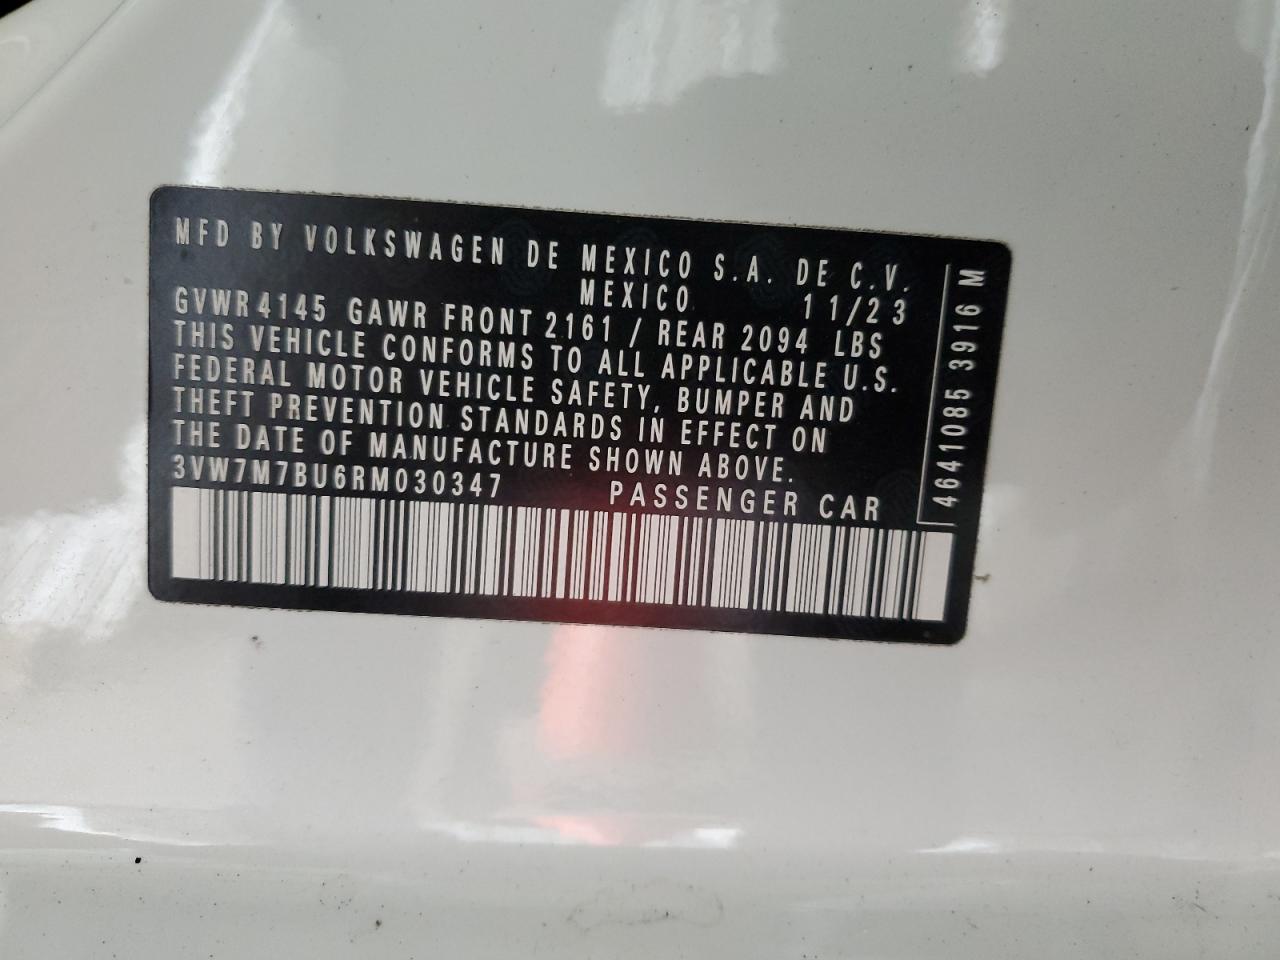 MFD BY VOLKSWAGEN DE MEXICO S.A. DE C.V.
MEXICO 11/23
GVWR 4145 GAWR FRONT 2161 / REAR 2094 LBS
THIS VEHICLE CONFORMS TO ALL APPLICABLE U.S.
FEDERAL MOTOR VEHICLE SAFETY, BUMPER AND
THEFT PREVENTION STANDARDS IN EFFECT ON
THE DATE OF MANUFACTURE SHOWN ABOVE.
3VW7M7BU6RM030347 PASSENGER CAR
4641085 3916 M